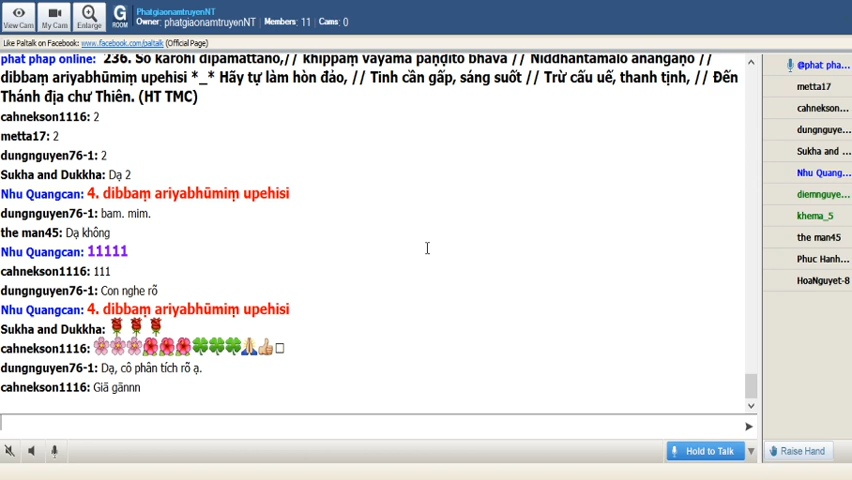 PhatgiaonamtruyenNT
Owner: phatgiaonamtruyenNT Members: 11 Cams: 0
View Cam My Cam Enlarge G ROOM
Like Paltalk on Facebook: www.facebook.com/paltalk (Official Page)
phat phap online: 236. So karohi dīpamattano,// khippaṃ vāyama paṇḍito bhava // Niddhantamalo anaṅgaṇo //
dibbaṃ ariyabhūmiṃ upehisi *_* Hãy tự làm hòn đảo, // Tinh cần gấp, sáng suốt // Trừ cấu uế, thanh tịnh, // Đến
Thánh địa chư Thiên. (HT TMC)
cahnekson1116: 2
metta17: 2
dungnguyen76-1: 2
Sukha and Dukkha: Dạ 2
Nhu Quangcan: 4. dibbaṃ ariyabhūmiṃ upehisi
dungnguyen76-1: bam. mim.
the man45: Dạ không
Nhu Quangcan: 11111
cahnekson1116: 111
dungnguyen76-1: Con nghe rõ
Nhu Quangcan: 4. dibbaṃ ariyabhūmiṃ upehisi
Sukha and Dukkha:
cahnekson1116:
dungnguyen76-1: Dạ, cô phân tích rõ ạ.
cahnekson1116: Giã gãnnn
@phat pha...
metta17
cahnekson...
dungnguye...
Sukha and ...
Nhu Quang...
diemnguye...
khema_5
the man45
Phuc Hanh...
HoaNguyet-8
Hold to Talk
Raise Hand